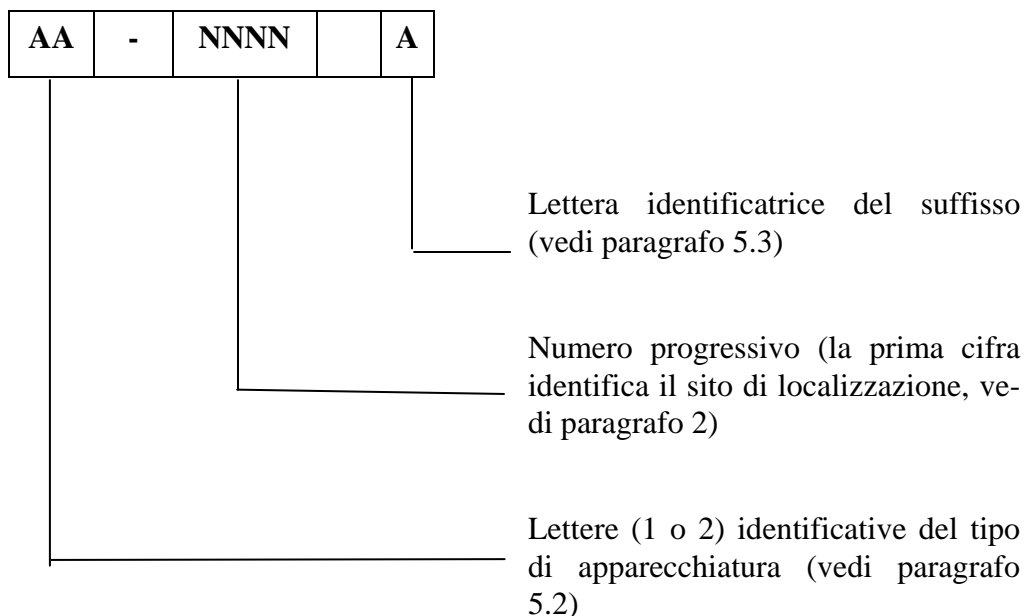 AA - NNNN A
Lettera identificatrice del suffisso
(vedi paragrafo 5.3)
Numero progressivo (la prima cifra
identifica il sito di localizzazione, ve-
di paragrafo 2)
Lettere (1 o 2) identificative del tipo
di apparecchiatura (vedi paragrafo
5.2)